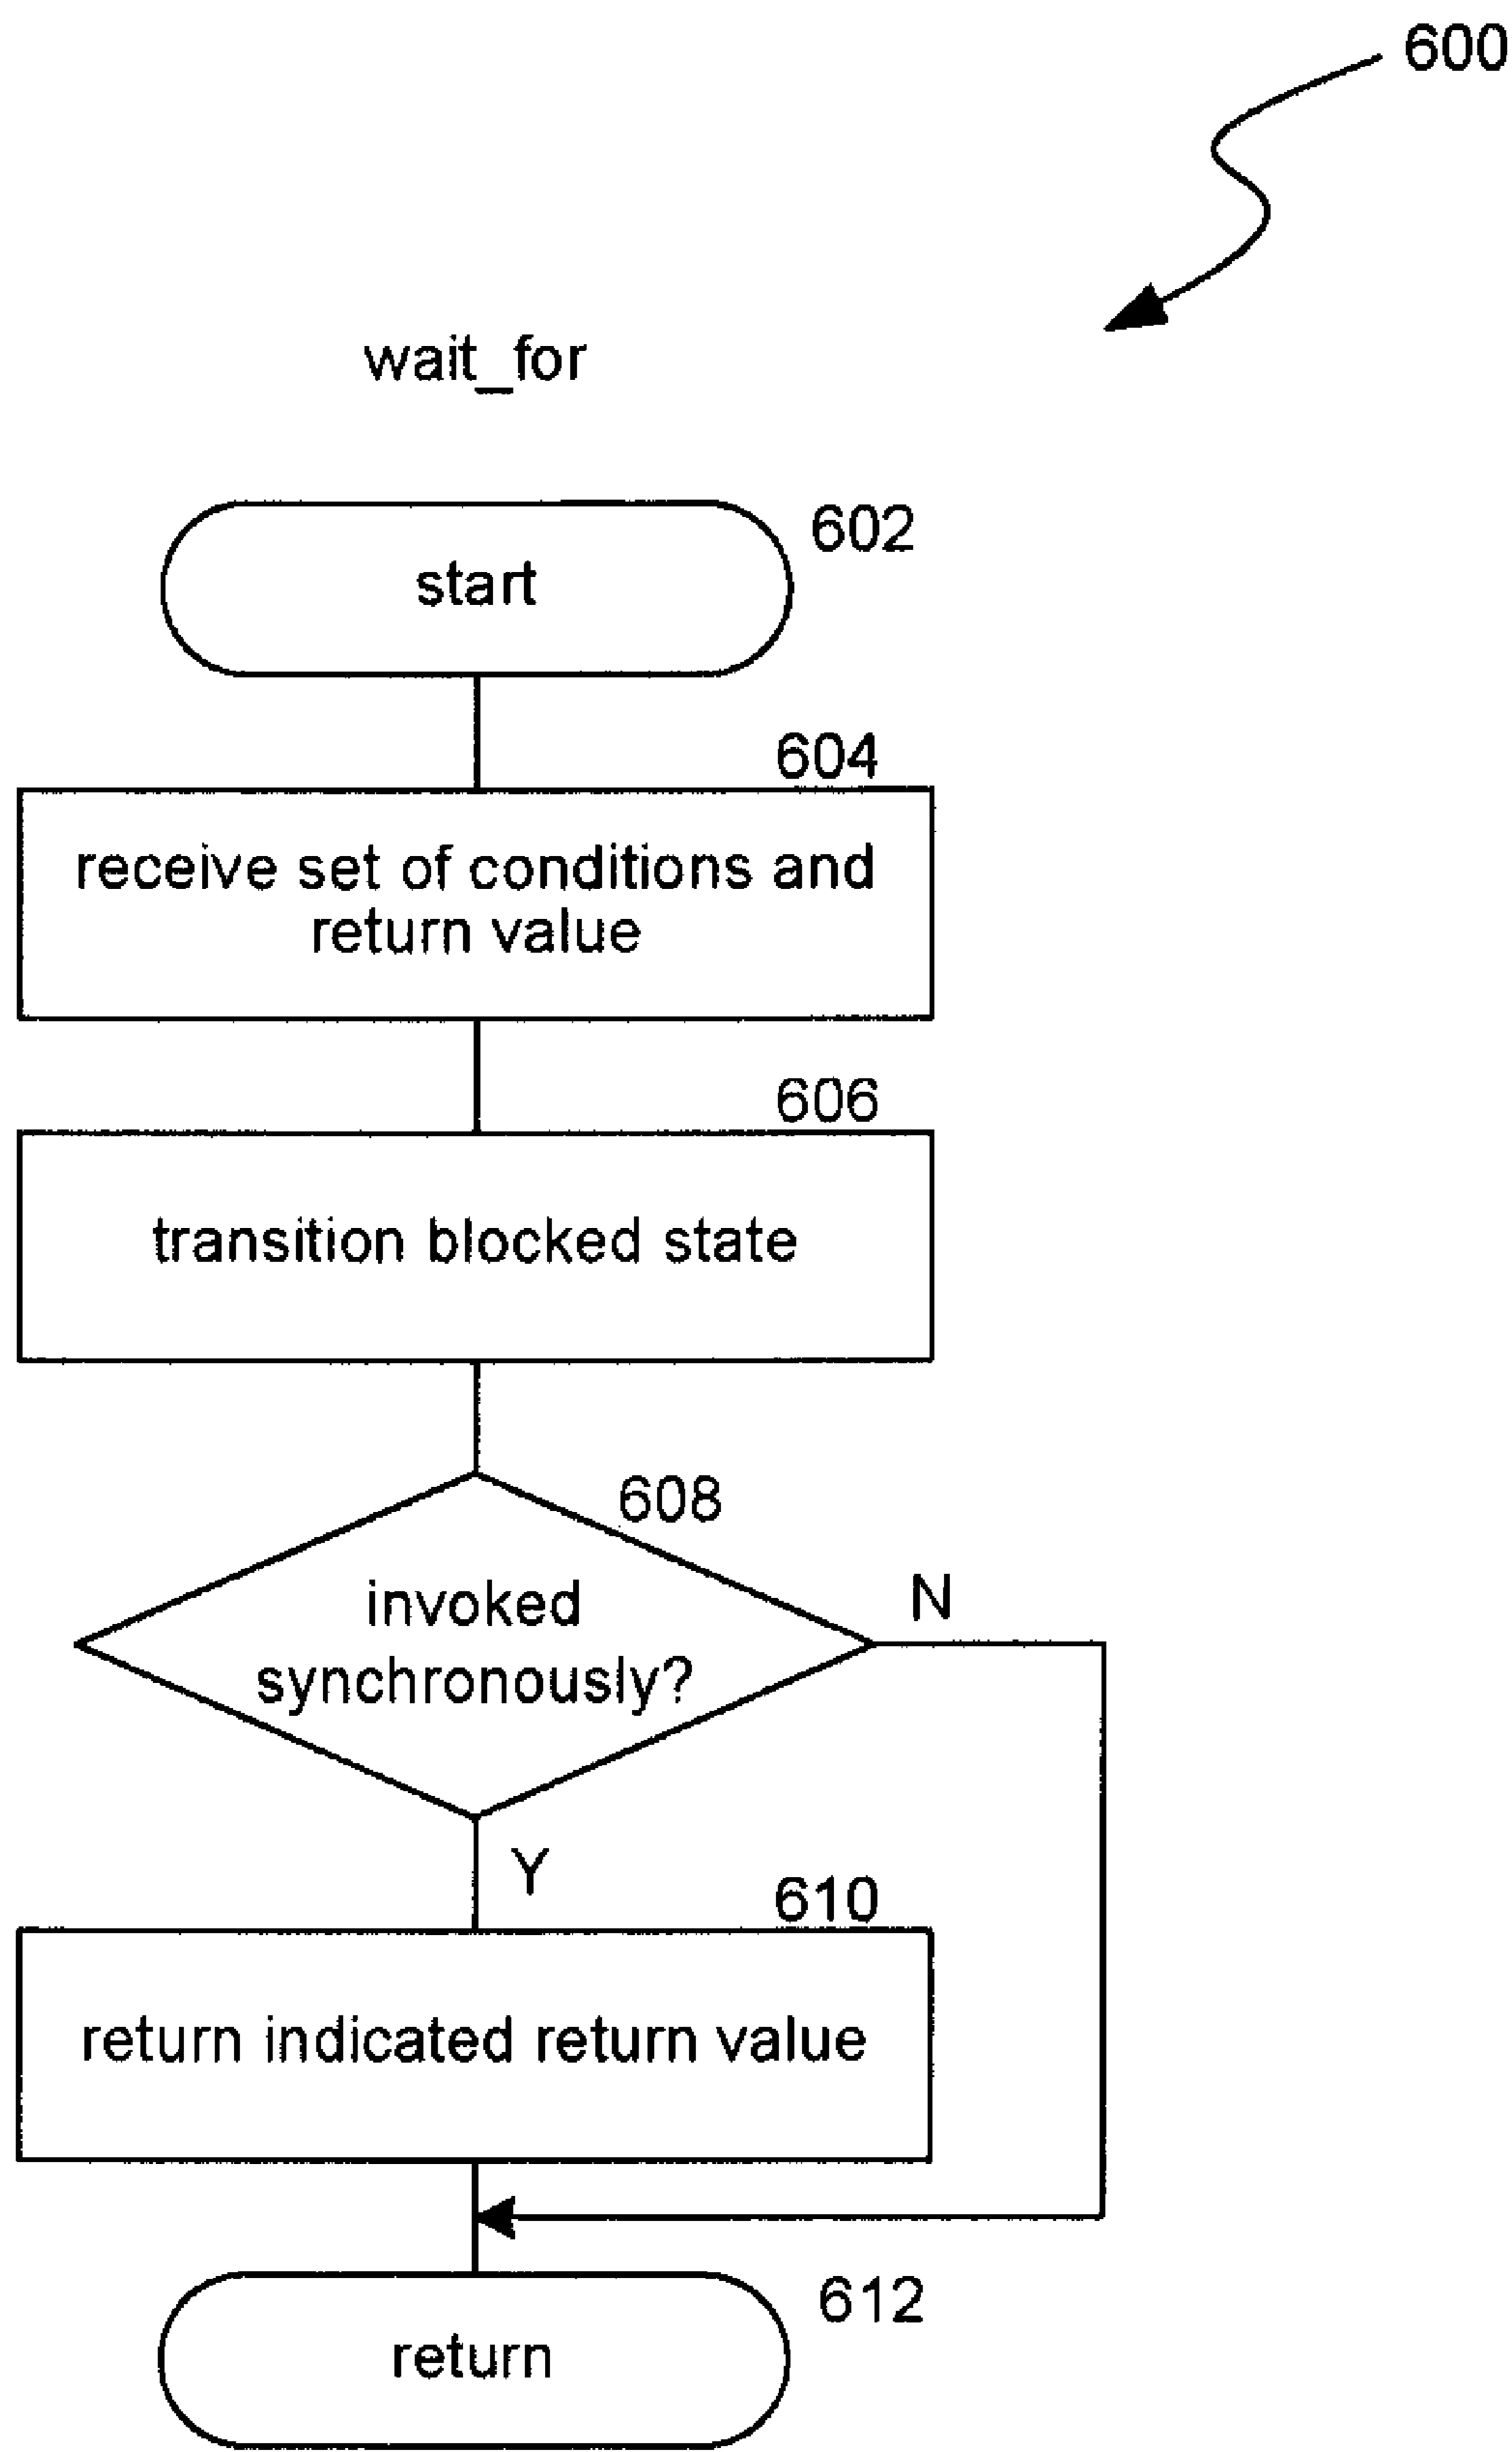 600
wait_for
602
start
604
receive set of conditions and
return value
606
transition blocked state
608
invoked
synchronously?
N
Y
610
return indicated return value
612
return